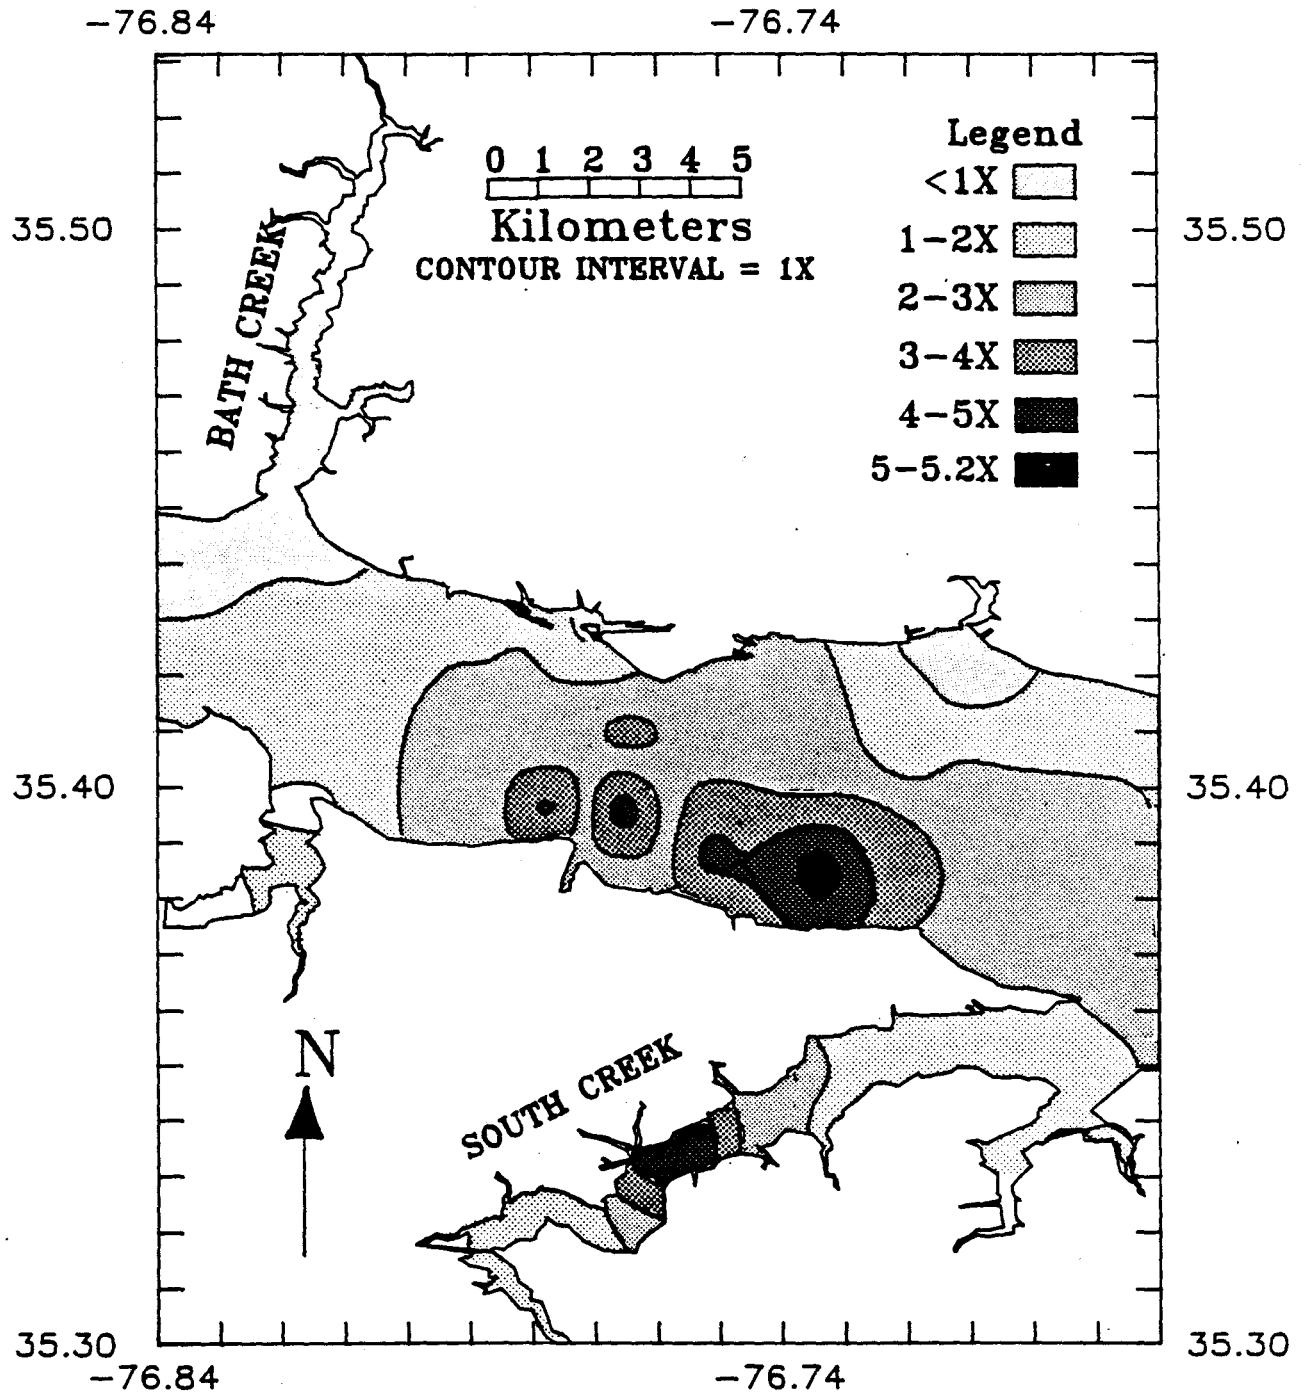 -76.84 -76.74
Legend
0 1 2 3 4 5
<1X
Kilometers
CONTOUR INTERVAL = 1X
35.50 35.50
1-2X
2-3X
3-4X
4-5X
5-5.2X
BATH CREEK
35.40 35.40
N
SOUTH CREEK
35.30 35.30
-76.84 -76.74